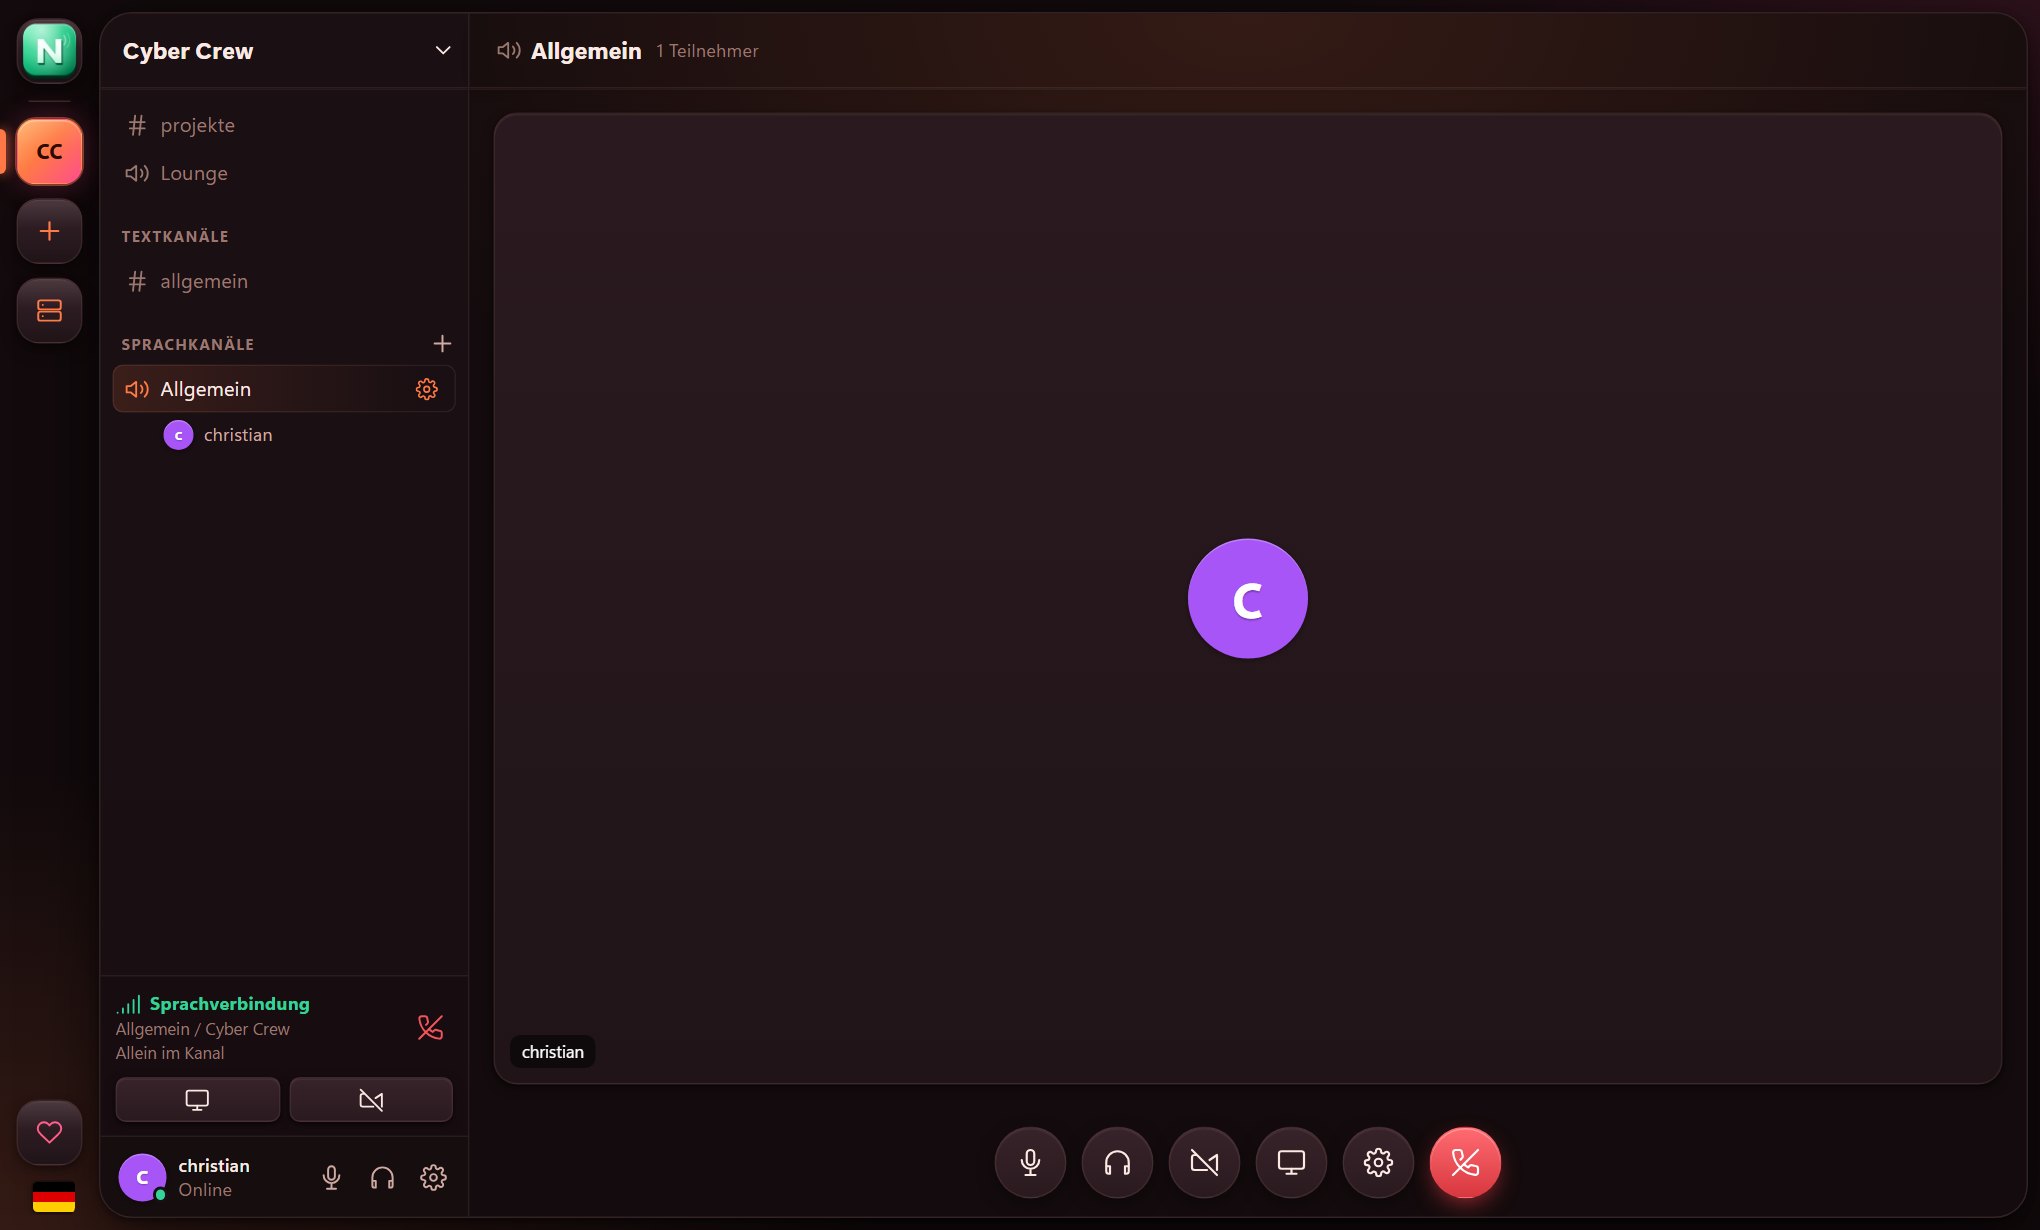 N
CC
Cyber Crew
projekte
Lounge
TEXTKANÄLE
allgemein
SPRACHKANÄLE
Allgemein
C
christian
Sprachverbindung
Allgemein / Cyber Crew
Allein im Kanal
C
christian
Online
Allgemein
1 Teilnehmer
C
christian